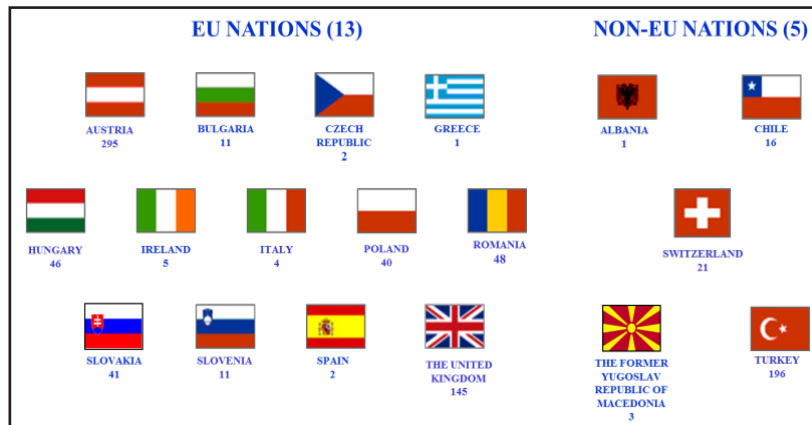 EU NATIONS (13)
NON-EU NATIONS (5)
AUSTRIA
295
BULGARIA
11
CZECH
REPUBLIC
2
GREECE
1
ALBANIA
1
CHILE
16
HUNGARY
46
IRELAND
5
ITALY
4
POLAND
40
ROMANIA
48
SWITZERLAND
21
SLOVAKIA
41
SLOVENIA
11
SPAIN
2
THE UNITED
KINGDOM
145
THE FORMER
YUGOSLAV
REPUBLIC OF
MACEDONIA
3
TURKEY
196